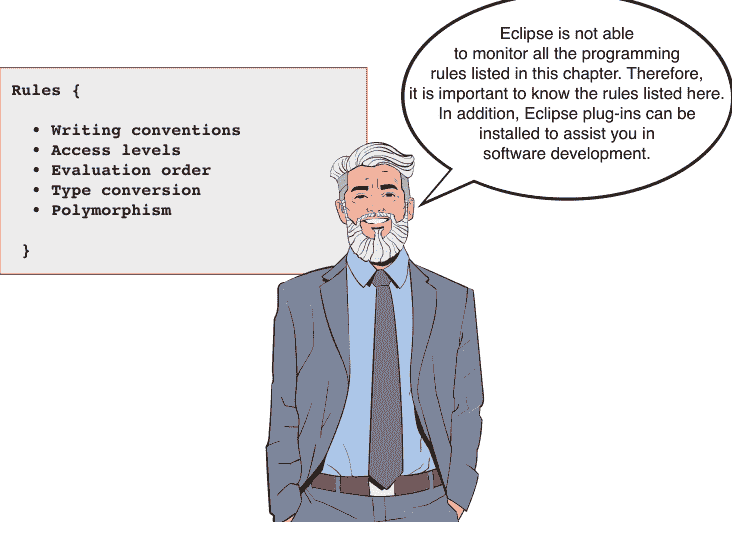 Rules {
• Writing conventions
• Access levels
• Evaluation order
• Type conversion
• Polymorphism
}
Eclipse is not able
to monitor all the programming
rules listed in this chapter. Therefore,
it is important to know the rules listed here.
In addition, Eclipse plug-ins can be
installed to assist you in
software development.